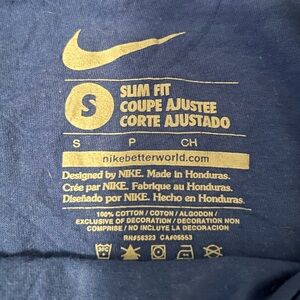 S
SLIM FIT
COUPE AJUSTEE
CORTE AJUSTADO
S P CH
nikebetterworld.com
Designed by NIKE. Made in Honduras.
Crée par NIKE. Fabrique au Honduras.
Diseñado por NIKE. Hecho en Honduras.
100% COTTON / COTON / ALGODON /
EXCLUSIVE OF DECORATION / DECORATION NON
COMPRISE / NO INCLUYE LA DECORACION
RN#56323 CA#05553